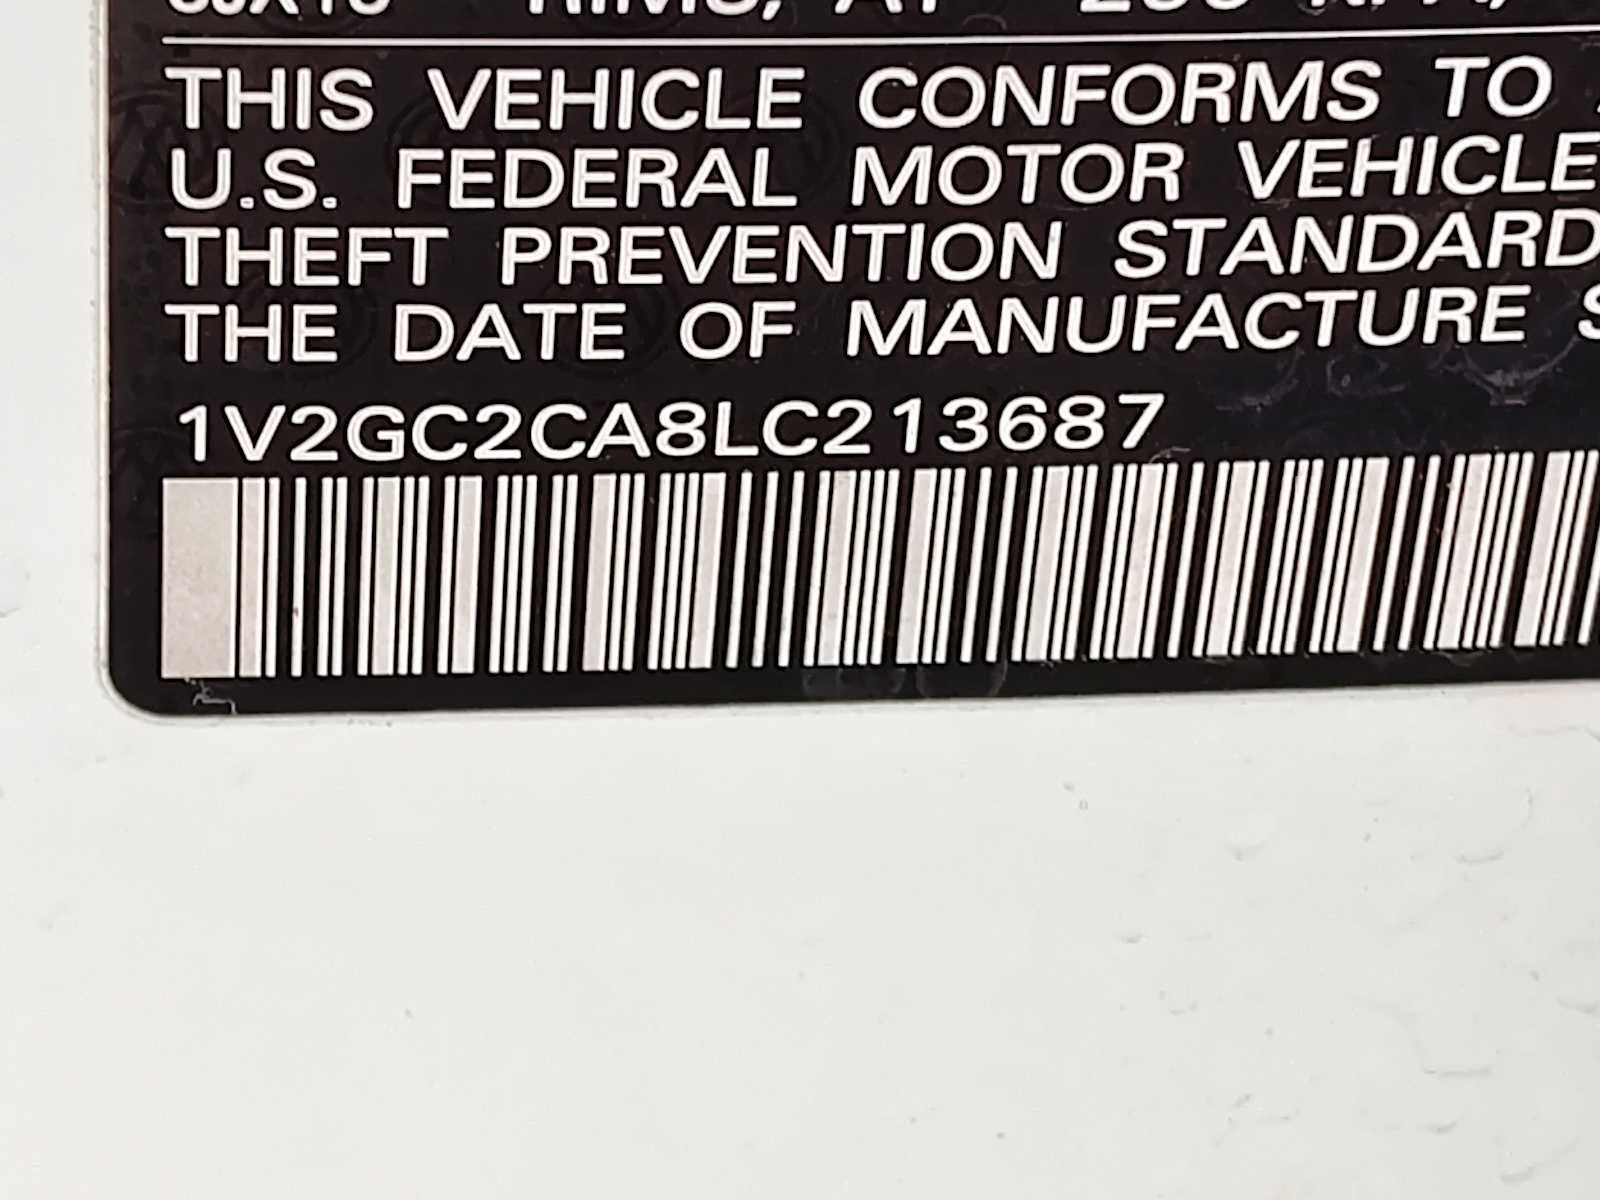 THIS VEHICLE CONFORMS TO
U.S. FEDERAL MOTOR VEHICLE
THEFT PREVENTION STANDARD
THE DATE OF MANUFACTURE S
1V2GC2CA8LC213687